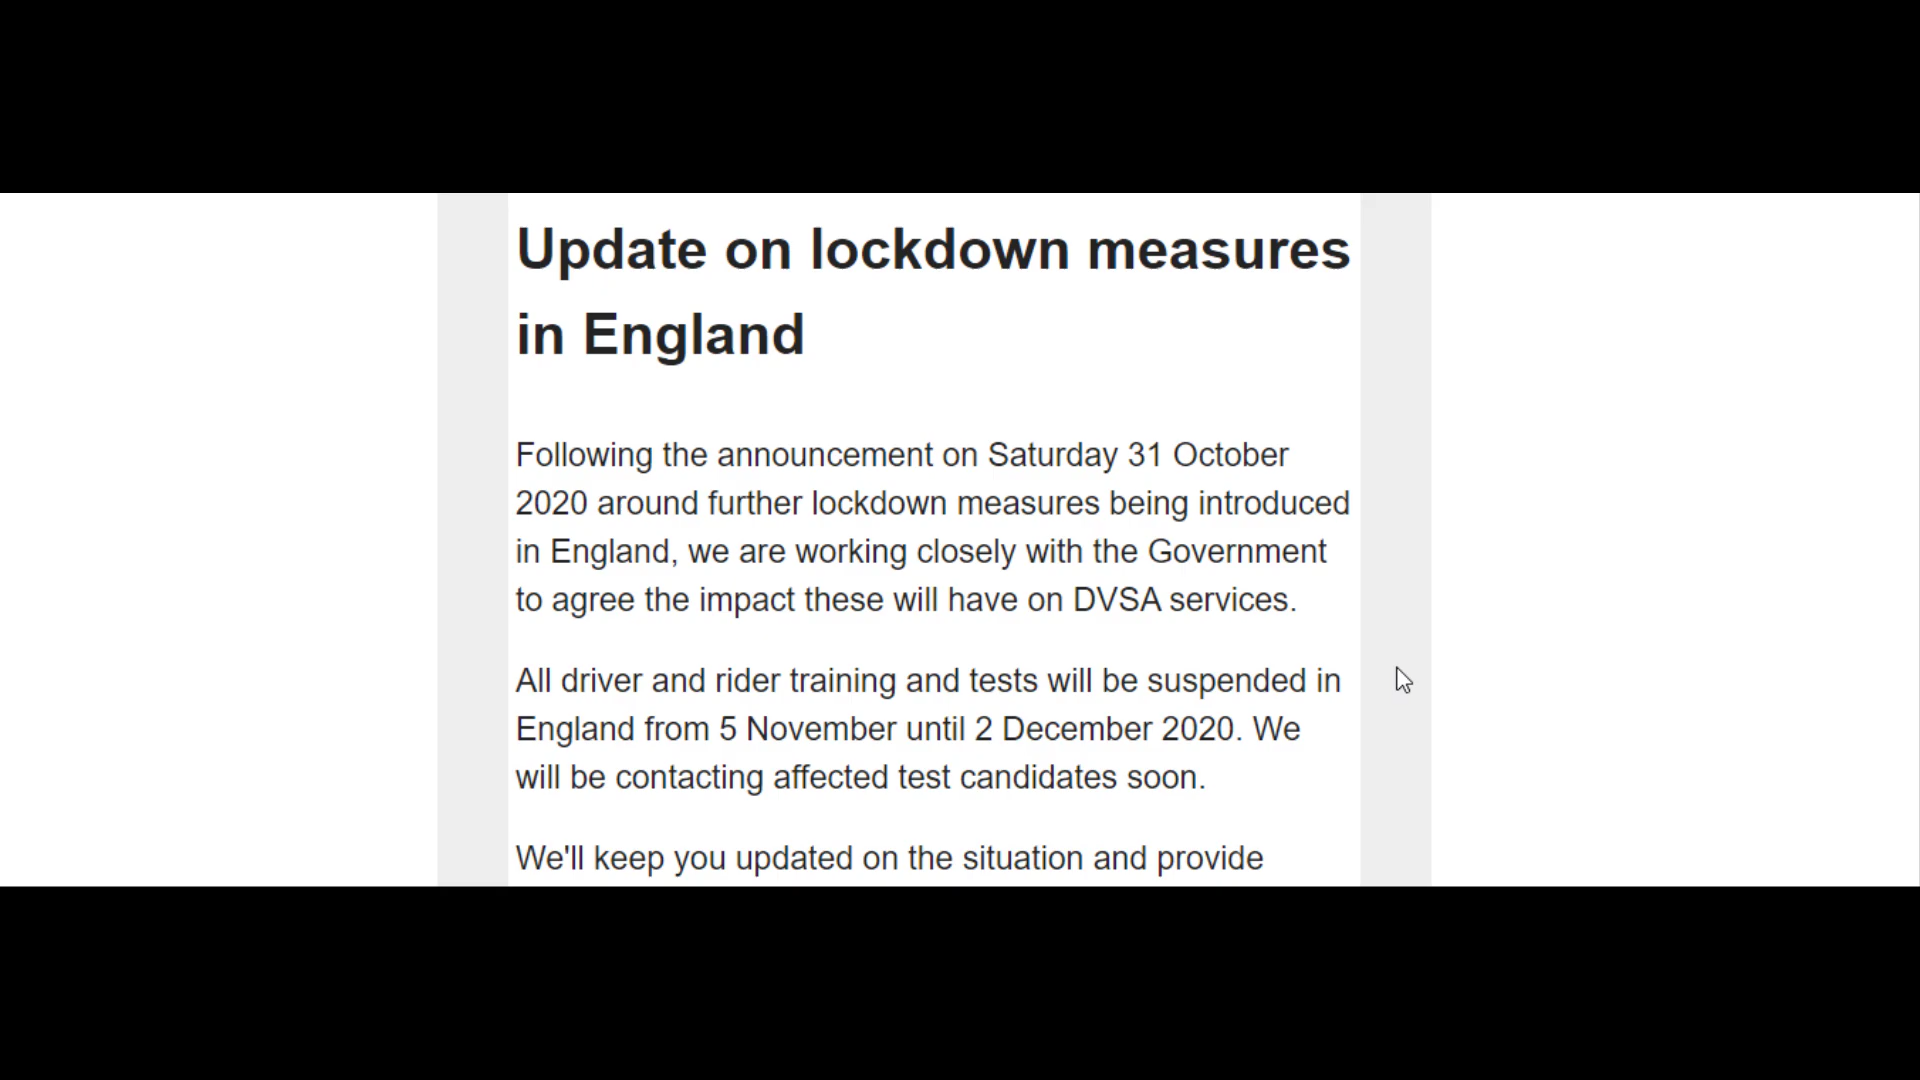 Update on lockdown measures
in England
Following the announcement on Saturday 31 October
2020 around further lockdown measures being introduced
in England, we are working closely with the Government
to agree the impact these will have on DVSA services.
All driver and rider training and tests will be suspended in
England from 5 November until 2 December 2020. We
will be contacting affected test candidates soon.
We'll keep you updated on the situation and provide